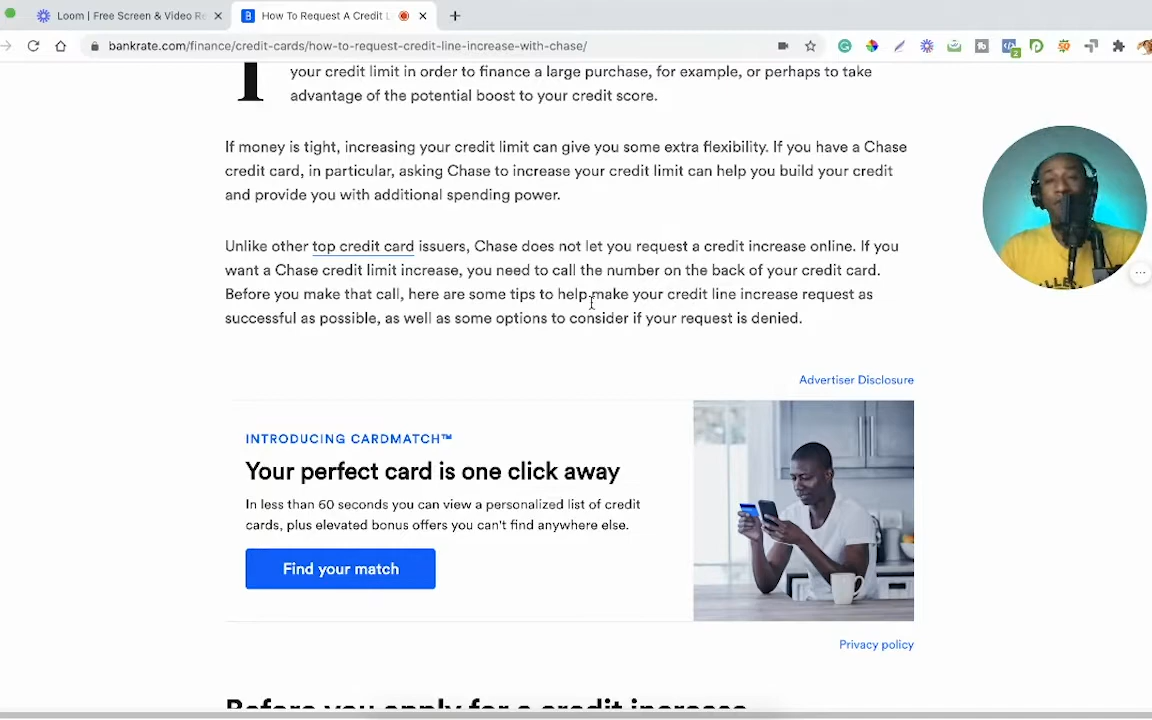 Loom | Free Screen & Video Re
How To Request A Credit L
bankrate.com/finance/credit-cards/how-to-request-credit-line-increase-with-chase/
2
your credit limit in order to finance a large purchase, for example, or perhaps to take
advantage of the potential boost to your credit score.
If money is tight, increasing your credit limit can give you some extra flexibility. If you have a Chase
credit card, in particular, asking Chase to increase your credit limit can help you build your credit
and provide you with additional spending power.
Unlike other top credit card issuers, Chase does not let you request a credit increase online. If you
want a Chase credit limit increase, you need to call the number on the back of your credit card.
Before you make that call, here are some tips to help make your credit line increase request as
successful as possible, as well as some options to consider if your request is denied.
Advertiser Disclosure
INTRODUCING CARDMATCH™
Your perfect card is one click away
In less than 60 seconds you can view a personalized list of credit
cards, plus elevated bonus offers you can't find anywhere else.
Find your match
Privacy policy
Before you apply for a credit increase